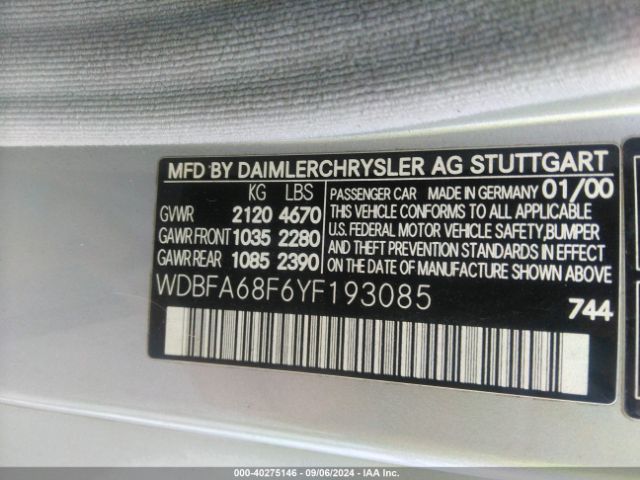 MFD BY DAIMLERCHRYSLER AG STUTTGART
KG LBS
GVWR 2120 4670
GAWR FRONT 1035 2280
GAWR REAR 1085 2390
PASSENGER CAR MADE IN GERMANY 01/00
THIS VEHICLE CONFORMS TO ALL APPLICABLE
U.S. FEDERAL MOTOR VEHICLE SAFETY,BUMPER
AND THEFT PREVENTION STANDARDS IN EFFECT
ON THE DATE OF MANUFACTURE SHOWN ABOVE
WDBFA68F6YF193085
744
000-40275146 - 09/06/2024 - IAA Inc.